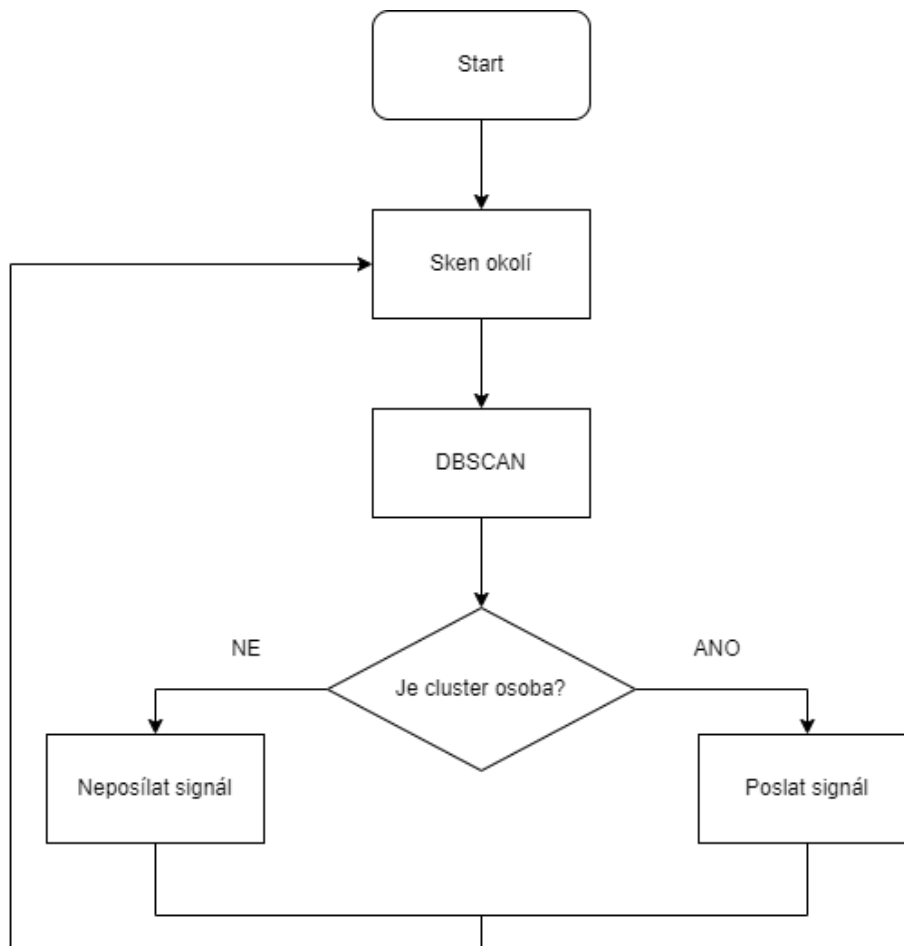 Start
Sken okolí
DBSCAN
NE
ANO
Je cluster osoba?
Neposílat signál
Poslat signál